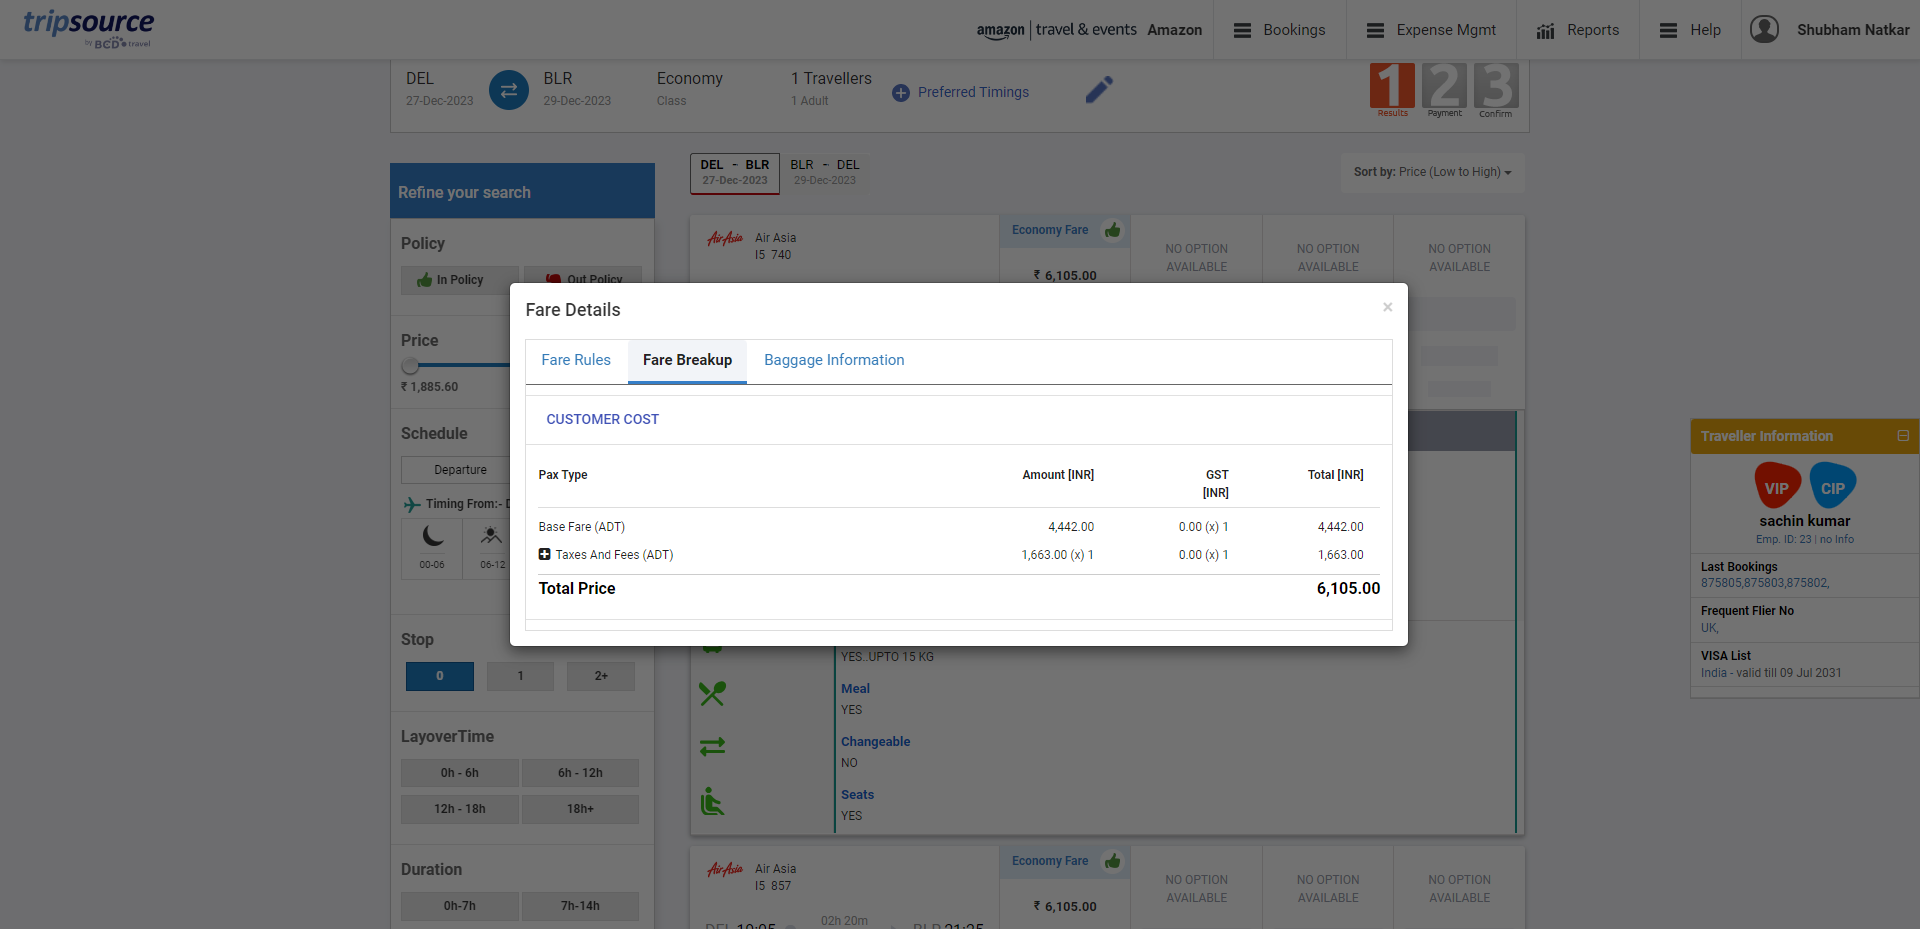 tripsource
by BCD travel
amazon | travel & events Amazon
Bookings
Expense Mgmt
Reports
Help
Shubham Natkar
DEL
27-Dec-2023
BLR
29-Dec-2023
Economy
Class
1 Travellers
1 Adult
Preferred Timings
1 2 3
Results Payment Confirm
Refine your search
Policy
In Policy
Out Policy
Price
₹ 1,885.60
Schedule
Departure
Timing From:-
00-06
06-12
Stop
0
1
2+
LayoverTime
0h - 6h
6h - 12h
12h - 18h
18h+
Duration
0h-7h
7h-14h
DEL - BLR
27-Dec-2023
BLR - DEL
29-Dec-2023
Sort by: Price (Low to High)
AirAsia
Air Asia
I5 740
Economy Fare
₹ 6,105.00
NO OPTION
AVAILABLE
NO OPTION
AVAILABLE
NO OPTION
AVAILABLE
Fare Details
×
Fare Rules
Fare Breakup
Baggage Information
CUSTOMER COST
Pax Type Amount [INR] GST [INR] Total [INR]
Base Fare (ADT) 4,442.00 0.00 (x) 1 4,442.00
Taxes And Fees (ADT) 1,663.00 (x) 1 0.00 (x) 1 1,663.00
Total Price 6,105.00
YES..UPTO 15 KG
Meal
YES
Changeable
NO
Seats
YES
AirAsia
Air Asia
I5 857
Economy Fare
₹ 6,105.00
NO OPTION
AVAILABLE
NO OPTION
AVAILABLE
NO OPTION
AVAILABLE
02h 20m
Traveller Information
VIP
CIP
sachin kumar
Emp. ID: 23 | no Info
Last Bookings
875805,875803,875802,
Frequent Flier No
UK,
VISA List
India - valid till 09 Jul 2031